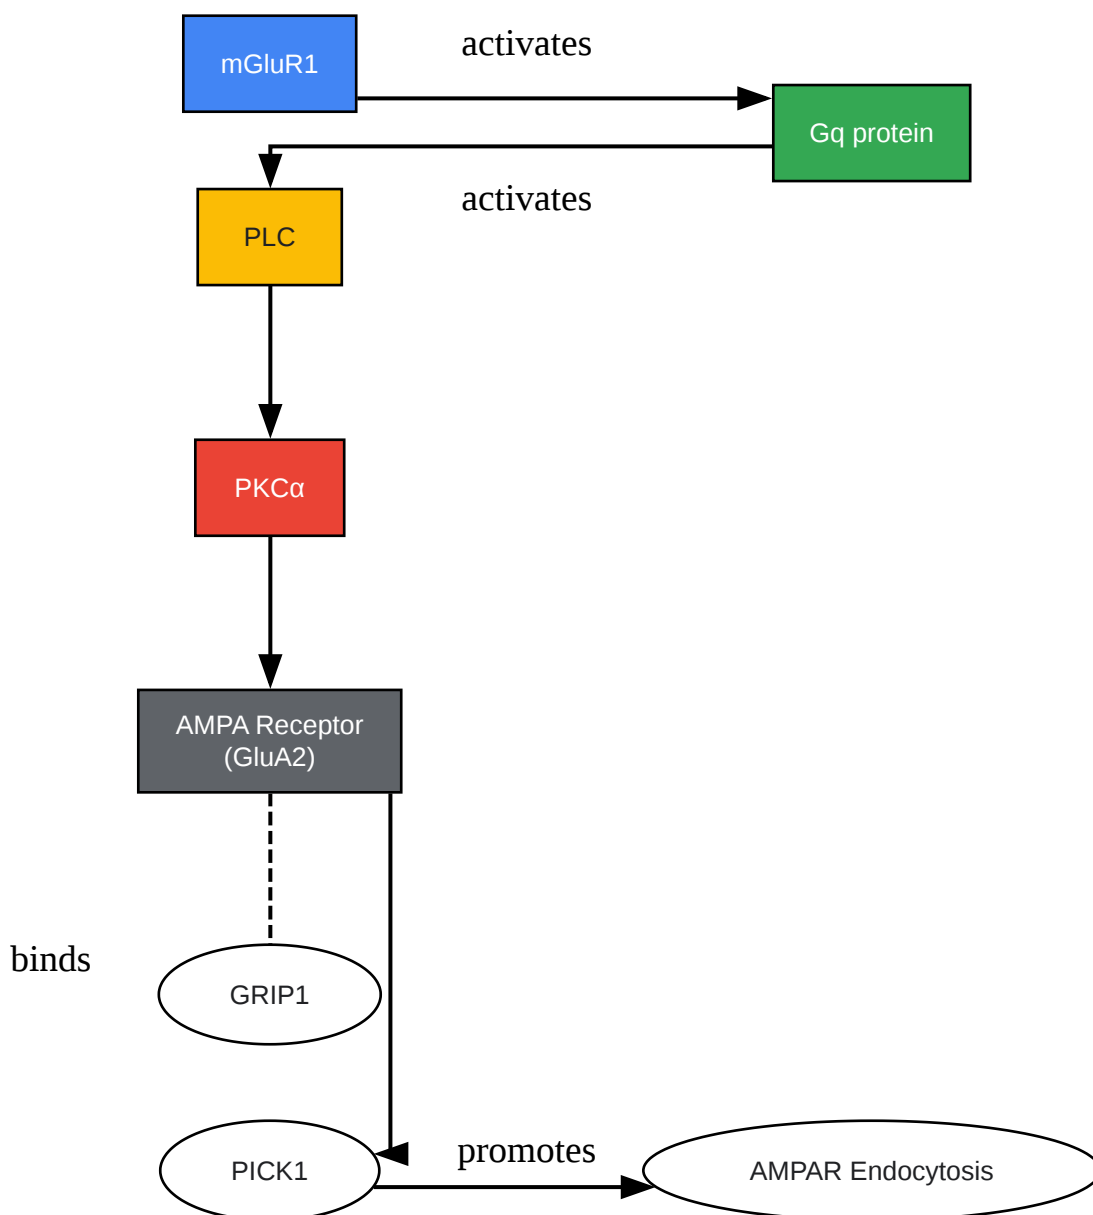 mGluR1
activates
Gq protein
activates
PLC
PKCα
AMPA Receptor
(GluA2)
binds
GRIP1
PICK1
promotes
AMPAR Endocytosis